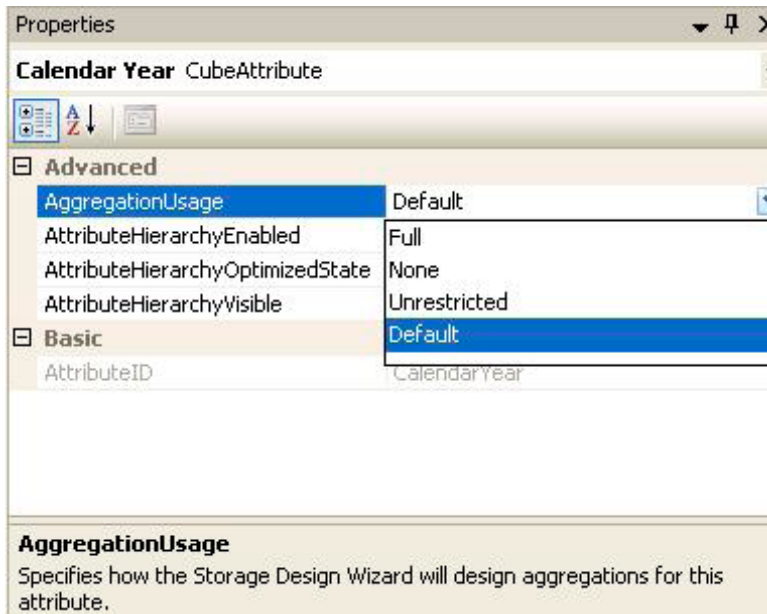 Properties
Calendar Year CubeAttribute
Advanced
AggregationUsage Default
AttributeHierarchyEnabled Full
AttributeHierarchyOptimizedState None
AttributeHierarchyVisible Unrestricted
Basic Default
AttributeID CalendarYear
AggregationUsage
Specifies how the Storage Design Wizard will design aggregations for this
attribute.